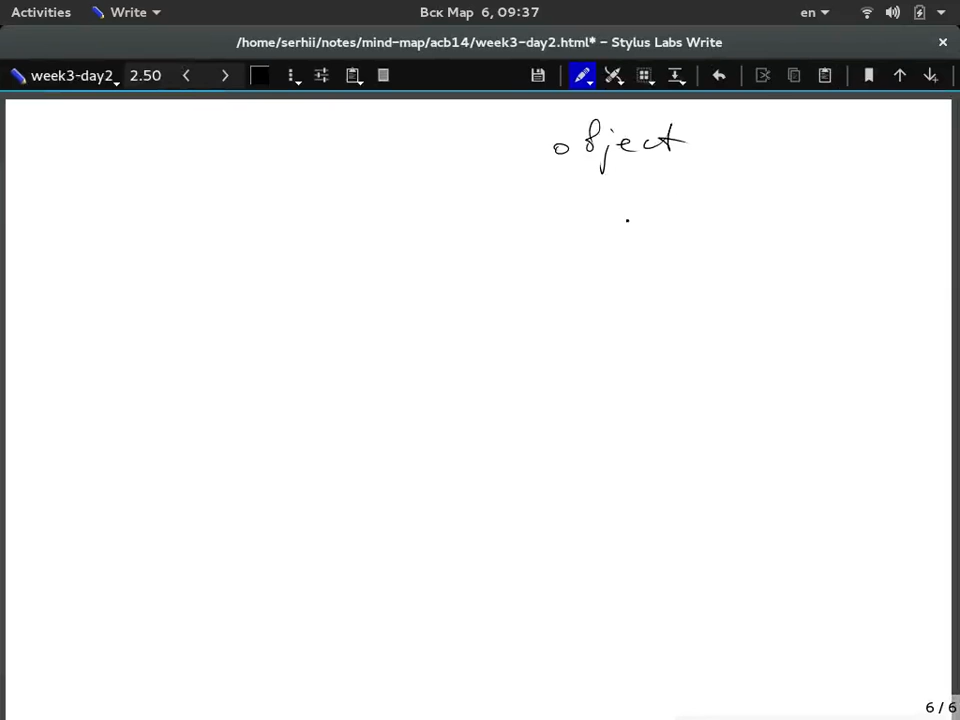 Activities Write Вск Мар 6, 09:37 en
/home/serhii/notes/mind-map/acb14/week3-day2.html* – Stylus Labs Write
week3-day2 2.50
object
6 / 6